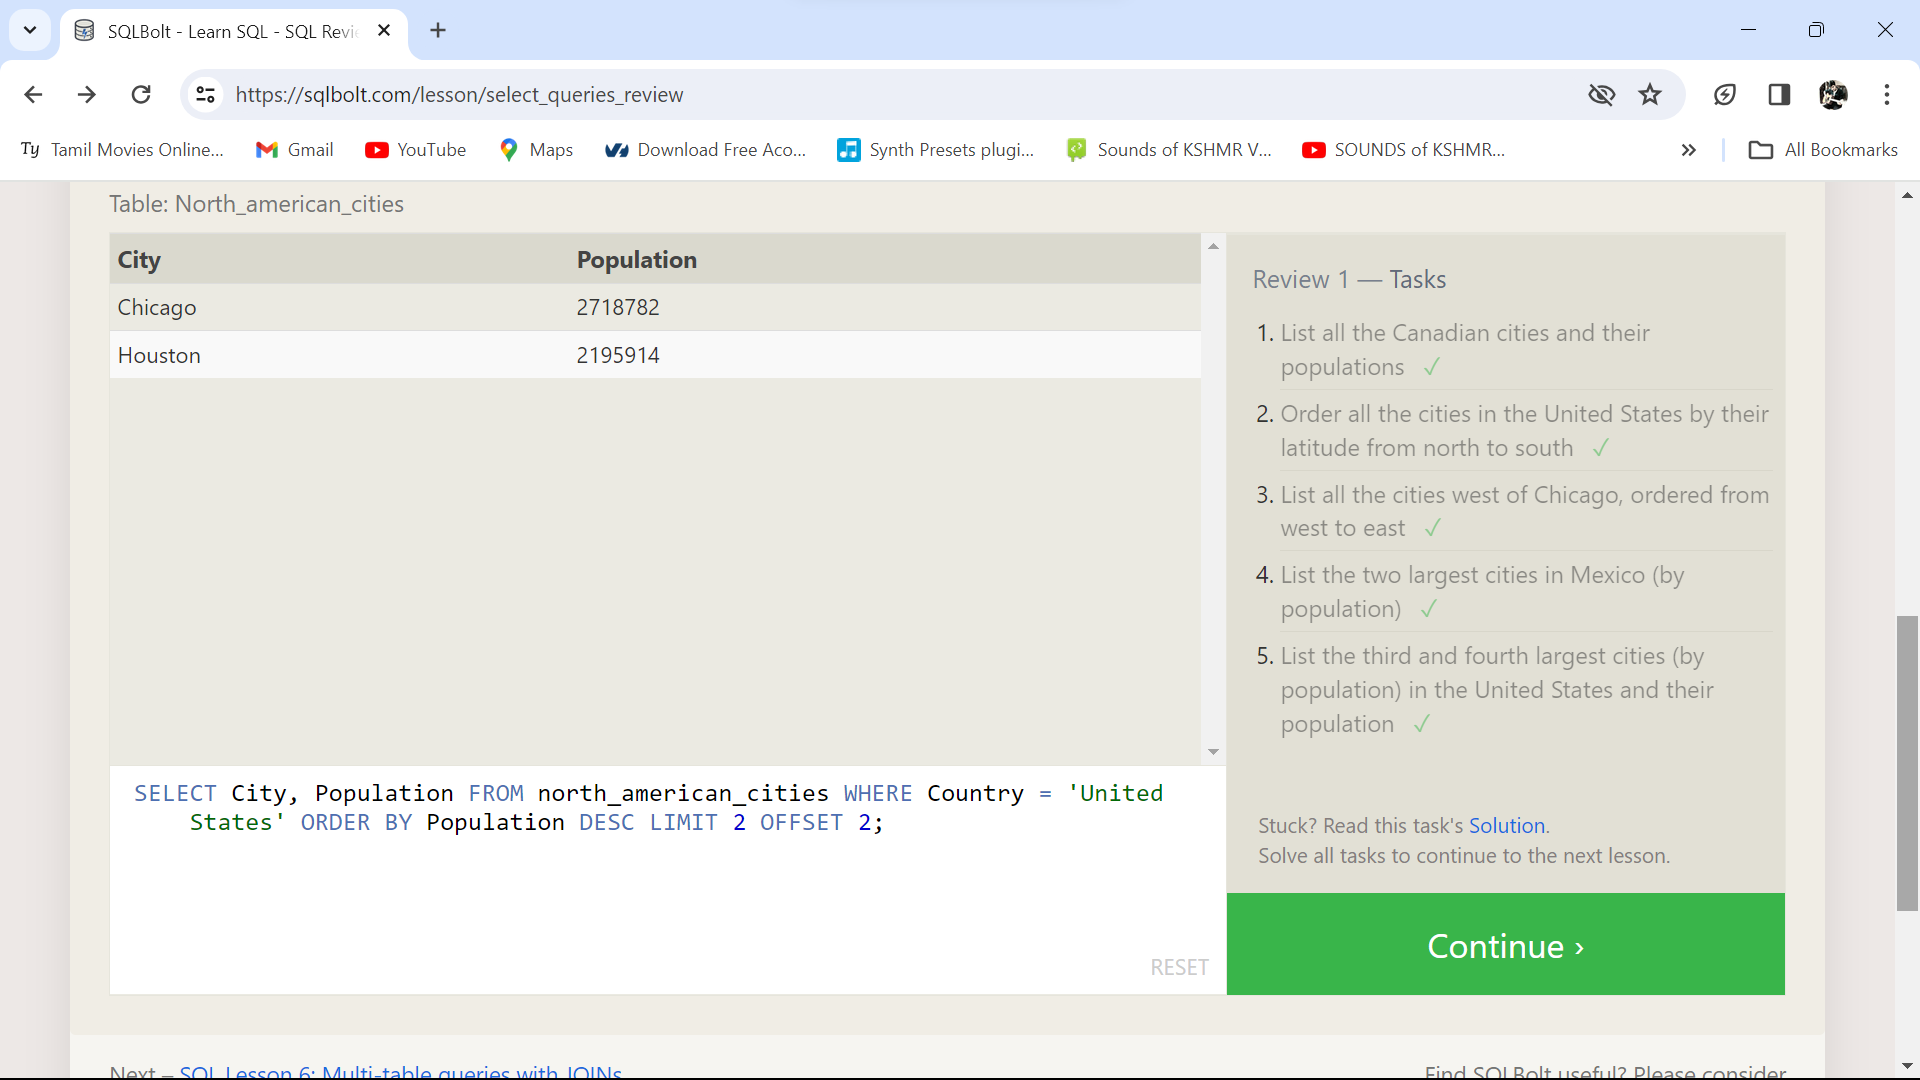 SQLBolt - Learn SQL - SQL Revi
https://sqlbolt.com/lesson/select_queries_review
Ty Tamil Movies Online...
Gmail
YouTube
Maps
Download Free Aco...
Synth Presets plugi...
Sounds of KSHMR V...
SOUNDS of KSHMR...
»
All Bookmarks
Table: North_american_cities
City Population
Chicago 2718782
Houston 2195914
SELECT City, Population FROM north_american_cities WHERE Country = 'United
States' ORDER BY Population DESC LIMIT 2 OFFSET 2;
RESET
Review 1 — Tasks
1. List all the Canadian cities and their
populations ✓
2. Order all the cities in the United States by their
latitude from north to south ✓
3. List all the cities west of Chicago, ordered from
west to east ✓
4. List the two largest cities in Mexico (by
population) ✓
5. List the third and fourth largest cities (by
population) in the United States and their
population ✓
Stuck? Read this task's Solution.
Solve all tasks to continue to the next lesson.
Continue ›
Next – SQL Lesson 6: Multi-table queries with JOINs
Find SQLBolt useful? Please consider